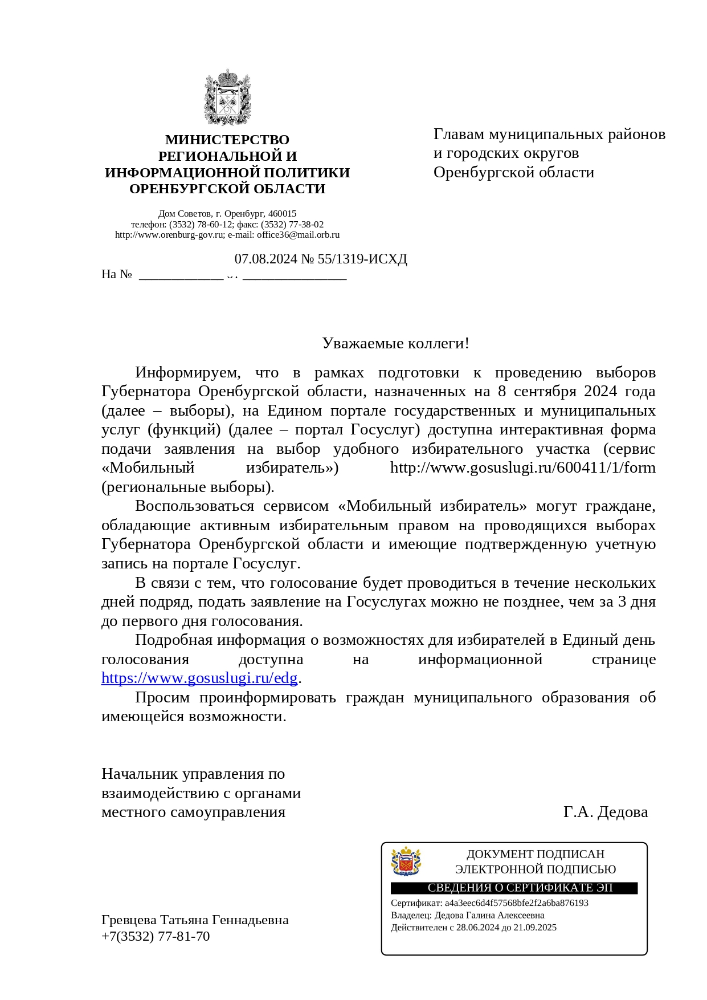 МИНИСТЕРСТВО
РЕГИОНАЛЬНОЙ И
ИНФОРМАЦИОННОЙ ПОЛИТИКИ
ОРЕНБУРГСКОЙ ОБЛАСТИ
Дом Советов, г. Оренбург, 460015
телефон: (3532) 78-60-12; факс: (3532) 77-38-02
http://www.orenburg-gov.ru; e-mail: office36@mail.orb.ru
07.08.2024 № 55/1319-ИСХД
На № _____________ от ________________
Главам муниципальных районов
и городских округов
Оренбургской области
Уважаемые коллеги!
Информируем, что в рамках подготовки к проведению выборов
Губернатора Оренбургской области, назначенных на 8 сентября 2024 года
(далее – выборы), на Едином портале государственных и муниципальных
услуг (функций) (далее – портал Госуслуг) доступна интерактивная форма
подачи заявления на выбор удобного избирательного участка (сервис
«Мобильный избиратель») http://www.gosuslugi.ru/600411/1/form
(региональные выборы).
Воспользоваться сервисом «Мобильный избиратель» могут граждане,
обладающие активным избирательным правом на проводящихся выборах
Губернатора Оренбургской области и имеющие подтвержденную учетную
запись на портале Госуслуг.
В связи с тем, что голосование будет проводиться в течение нескольких
дней подряд, подать заявление на Госуслугах можно не позднее, чем за 3 дня
до первого дня голосования.
Подробная информация о возможностях для избирателей в Единый день
голосования доступна на информационной странице
https://www.gosuslugi.ru/edg.
Просим проинформировать граждан муниципального образования об
имеющейся возможности.
Начальник управления по
взаимодействию с органами
местного самоуправления Г.А. Дедова
ДОКУМЕНТ ПОДПИСАН
ЭЛЕКТРОННОЙ ПОДПИСЬЮ
СВЕДЕНИЯ О СЕРТИФИКАТЕ ЭП
Сертификат: a4a3eec6d4f57568bfe2f2a6ba876193
Владелец: Дедова Галина Алексеевна
Действителен с 28.06.2024 до 21.09.2025
Гревцева Татьяна Геннадьевна
+7(3532) 77-81-70